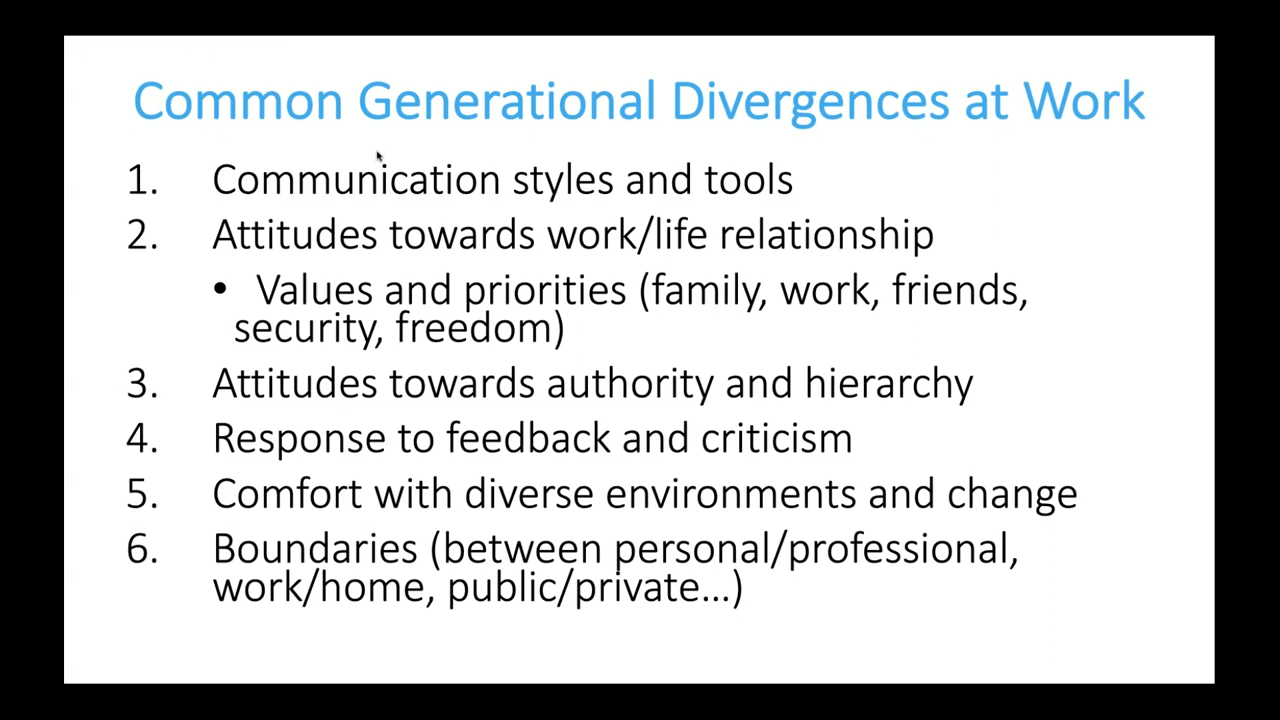 Common Generational Divergences at Work
1. Communication styles and tools
2. Attitudes towards work/life relationship
• Values and priorities (family, work, friends,
security, freedom)
3. Attitudes towards authority and hierarchy
4. Response to feedback and criticism
5. Comfort with diverse environments and change
6. Boundaries (between personal/professional,
work/home, public/private...)